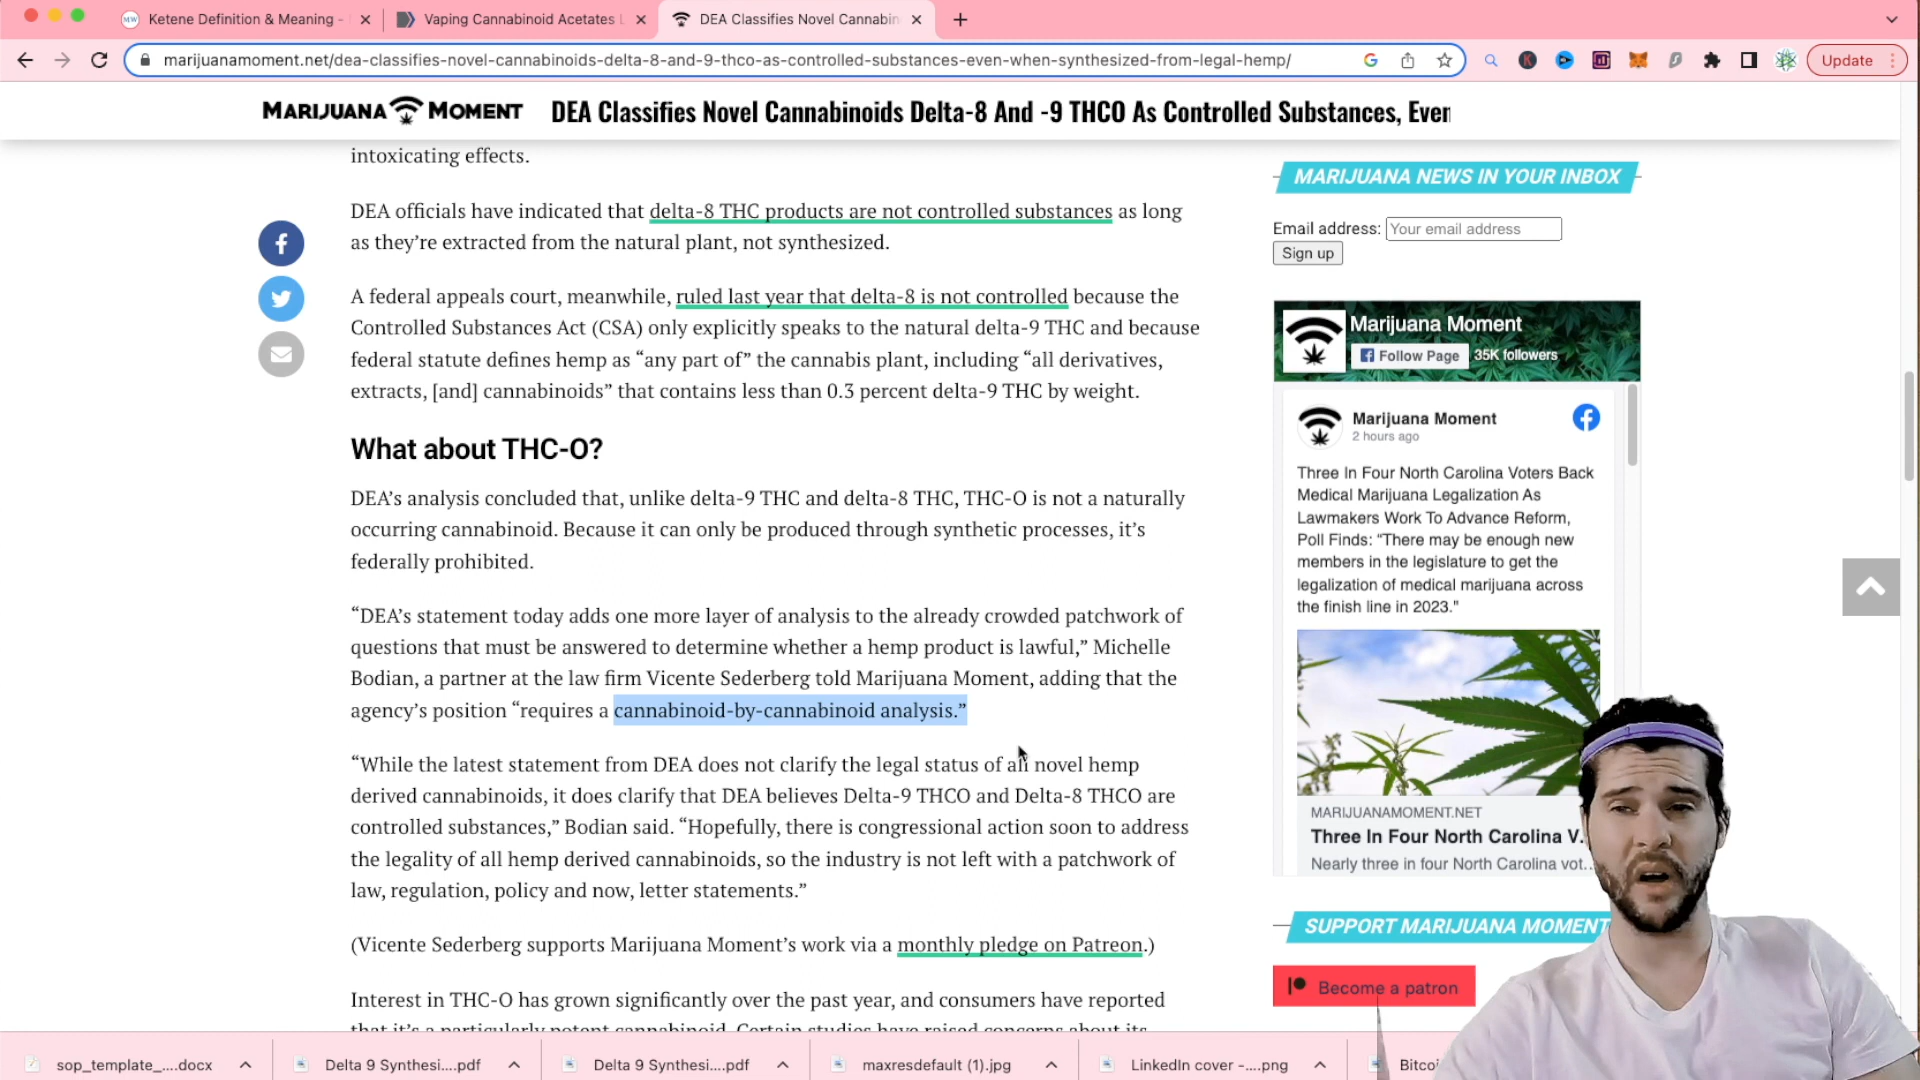 Ketene Definition & Meaning -
Vaping Cannabinoid Acetates L
DEA Classifies Novel Cannabin
marijuanamoment.net/dea-classifies-novel-cannabinoids-delta-8-and-9-thco-as-controlled-substances-even-when-synthesized-from-legal-hemp/
Update
MARIJUANA MOMENT
DEA Classifies Novel Cannabinoids Delta-8 And -9 THCO As Controlled Substances, Even
intoxicating effects.
DEA officials have indicated that delta-8 THC products are not controlled substances as long
as they’re extracted from the natural plant, not synthesized.
A federal appeals court, meanwhile, ruled last year that delta-8 is not controlled because the
Controlled Substances Act (CSA) only explicitly speaks to the natural delta-9 THC and because
federal statute defines hemp as “any part of” the cannabis plant, including “all derivatives,
extracts, [and] cannabinoids” that contains less than 0.3 percent delta-9 THC by weight.
What about THC-O?
DEA’s analysis concluded that, unlike delta-9 THC and delta-8 THC, THC-O is not a naturally
occurring cannabinoid. Because it can only be produced through synthetic processes, it’s
federally prohibited.
“DEA’s statement today adds one more layer of analysis to the already crowded patchwork of
questions that must be answered to determine whether a hemp product is lawful,” Michelle
Bodian, a partner at the law firm Vicente Sederberg told Marijuana Moment, adding that the
agency’s position “requires a cannabinoid-by-cannabinoid analysis.”
“While the latest statement from DEA does not clarify the legal status of all novel hemp
derived cannabinoids, it does clarify that DEA believes Delta-9 THCO and Delta-8 THCO are
controlled substances,” Bodian said. “Hopefully, there is congressional action soon to address
the legality of all hemp derived cannabinoids, so the industry is not left with a patchwork of
law, regulation, policy and now, letter statements.”
(Vicente Sederberg supports Marijuana Moment’s work via a monthly pledge on Patreon.)
Interest in THC-O has grown significantly over the past year, and consumers have reported
that it’s a particularly potent cannabinoid. Certain studies have raised concerns about its
MARIJUANA NEWS IN YOUR INBOX
Email address: Your email address
Sign up
Marijuana Moment
Follow Page 35K followers
Marijuana Moment
2 hours ago
Three In Four North Carolina Voters Back
Medical Marijuana Legalization As
Lawmakers Work To Advance Reform,
Poll Finds: "There may be enough new
members in the legislature to get the
legalization of medical marijuana across
the finish line in 2023."
MARIJUANAMOMENT.NET
Three In Four North Carolina V...
Nearly three in four North Carolina vot...
SUPPORT MARIJUANA MOMENT
Become a patron
sop_template_....docx
Delta 9 Synthesi....pdf
Delta 9 Synthesi....pdf
maxresdefault (1).jpg
LinkedIn cover -....png
Bitcoi